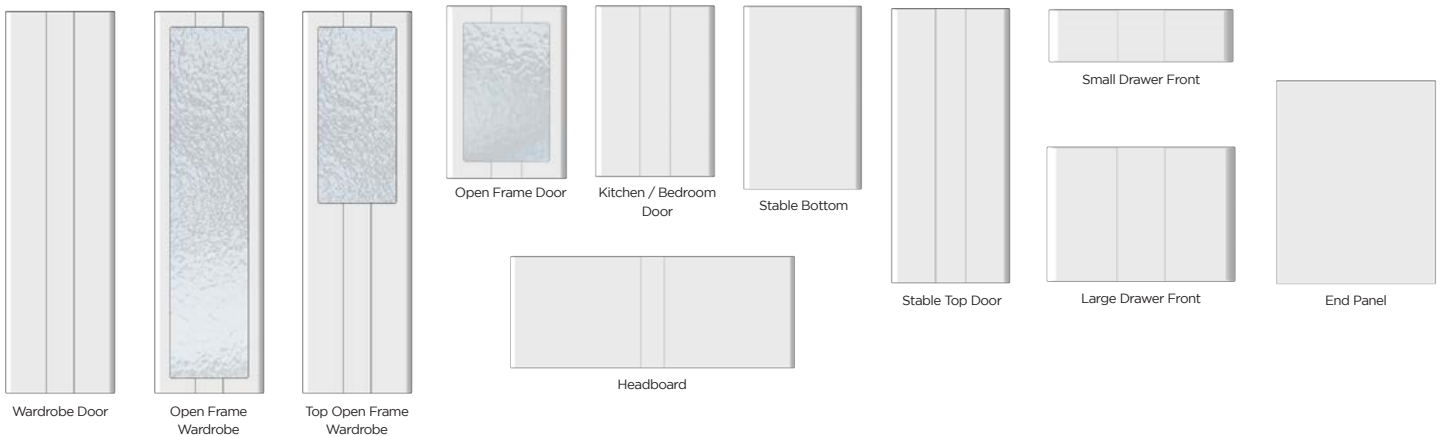 Wardrobe Door
Open Frame
Wardrobe
Top Open Frame
Wardrobe
Open Frame Door
Kitchen / Bedroom
Door
Stable Bottom
Headboard
Stable Top Door
Small Drawer Front
Large Drawer Front
End Panel